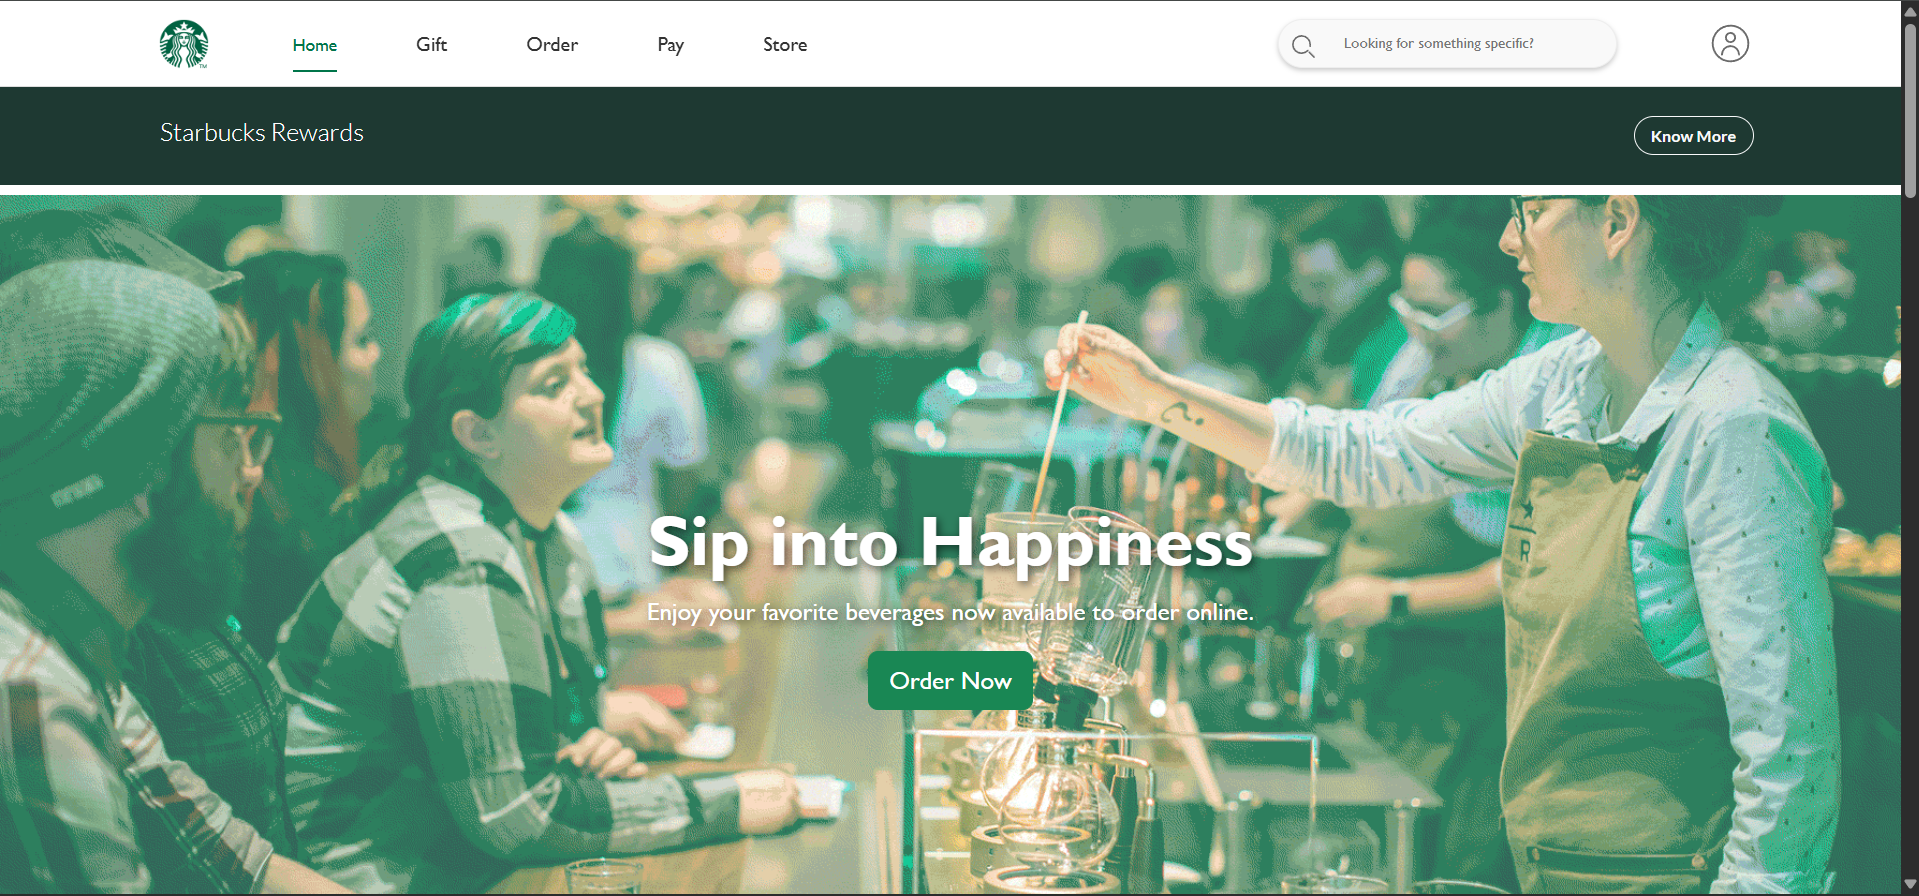 Home
Gift
Order
Pay
Store
Looking for something specific?
Starbucks Rewards
Know More
Sip into Happiness
Enjoy your favorite beverages now available to order online.
Order Now
R
TM